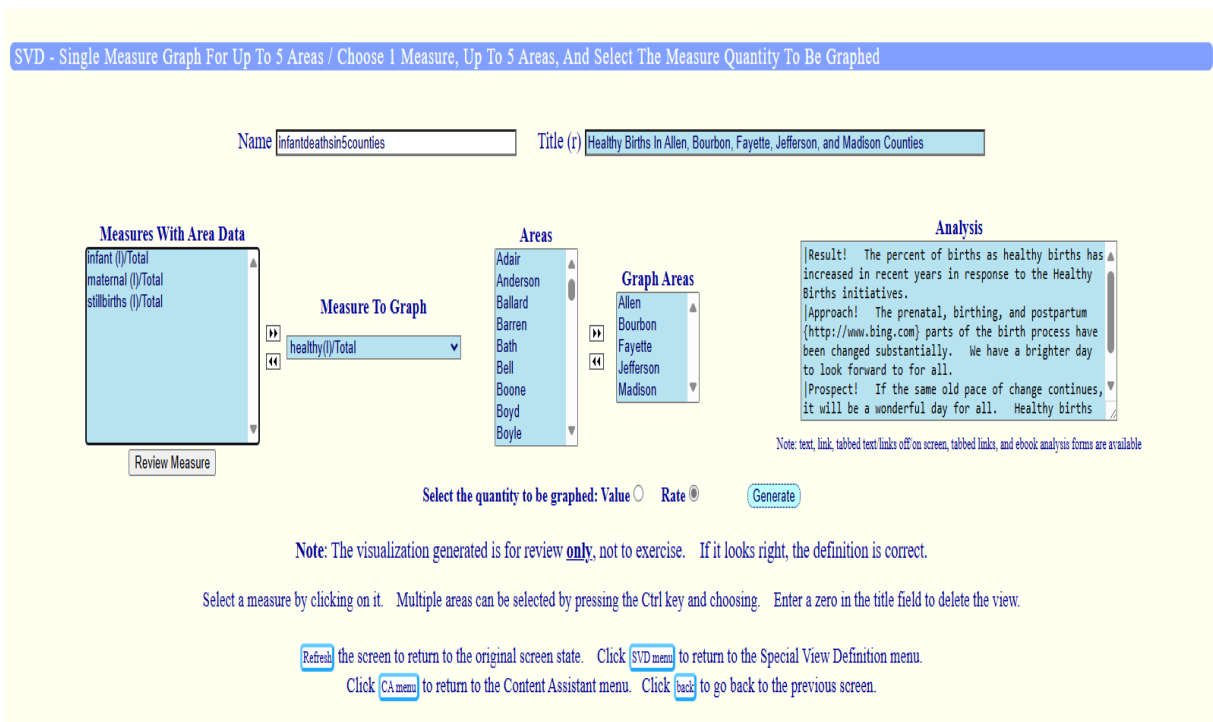 SVD - Single Measure Graph For Up To 5 Areas / Choose 1 Measure, Up To 5 Areas, And Select The Measure Quantity To Be Graphed
Name infantdeathsin5counties Title (r) Healthy Births In Allen, Bourbon, Fayette, Jefferson, and Madison Counties
Measures With Area Data
infant (I)/Total
maternal (I)/Total
stillbirths (I)/Total
Review Measure
Measure To Graph
healthy(I)/Total
Areas
Adair
Anderson
Ballard
Barren
Bath
Bell
Boone
Boyd
Boyle
Graph Areas
Allen
Bourbon
Fayette
Jefferson
Madison
Analysis
|Result! The percent of births as healthy births has
increased in recent years in response to the Healthy
Births initiatives.
|Approach! The prenatal, birthing, and postpartum
{http://www.bing.com} parts of the birth process have
been changed substantially. We have a brighter day
to look forward to for all.
|Prospect! If the same old pace of change continues,
it will be a wonderful day for all. Healthy births
Note: text, link, tabbed text/links off/on screen, tabbed links, and ebook analysis forms are available
Select the quantity to be graphed: Value Rate Generate
Note: The visualization generated is for review only, not to exercise. If it looks right, the definition is correct.
Select a measure by clicking on it. Multiple areas can be selected by pressing the Ctrl key and choosing. Enter a zero in the title field to delete the view.
Refresh the screen to return to the original screen state. Click SVD menu to return to the Special View Definition menu.
Click CA menu to return to the Content Assistant menu. Click back to go back to the previous screen.